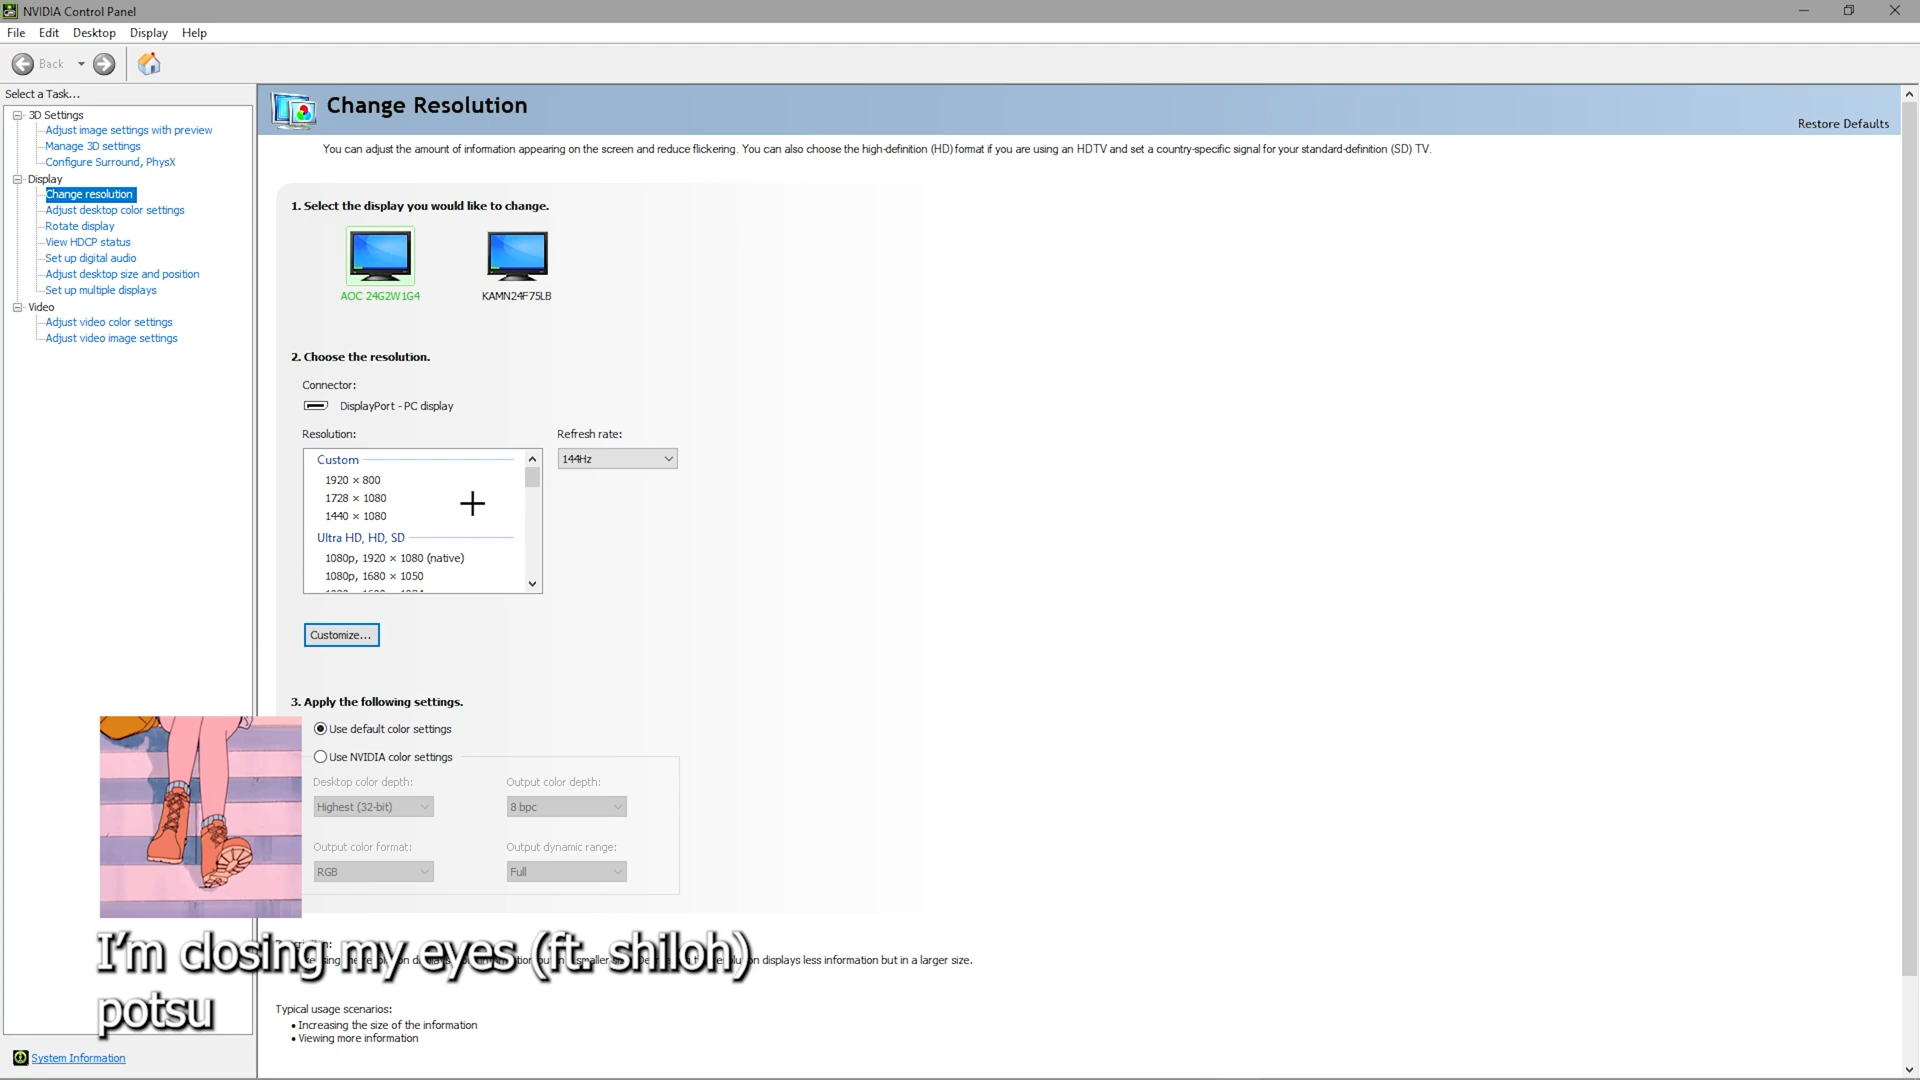 NVIDIA Control Panel
File Edit Desktop Display Help
Back
Select a Task...
3D Settings
Adjust image settings with preview
Manage 3D settings
Configure Surround, PhysX
Display
Change resolution
Adjust desktop color settings
Rotate display
View HDCP status
Set up digital audio
Adjust desktop size and position
Set up multiple displays
Video
Adjust video color settings
Adjust video image settings
System Information
Change Resolution
Restore Defaults
You can adjust the amount of information appearing on the screen and reduce flickering. You can also choose the high-definition (HD) format if you are using an HDTV and set a country-specific signal for your standard-definition (SD) TV.
1. Select the display you would like to change.
AOC 24G2W1G4 KAMN24F75LB
2. Choose the resolution.
Connector:
DisplayPort - PC display
Resolution: Refresh rate:
144Hz
Custom
1920 × 800
1728 × 1080
1440 × 1080
Ultra HD, HD, SD
1080p, 1920 × 1080 (native)
1080p, 1680 × 1050
Customize...
3. Apply the following settings.
Use default color settings
Use NVIDIA color settings
Desktop color depth: Output color depth:
Highest (32-bit) 8 bpc
Output color format: Output dynamic range:
RGB Full
displays less information but in a larger size.
I'm closing my eyes (ft. shiloh)
potsu
Typical usage scenarios:
• Increasing the size of the information
• Viewing more information